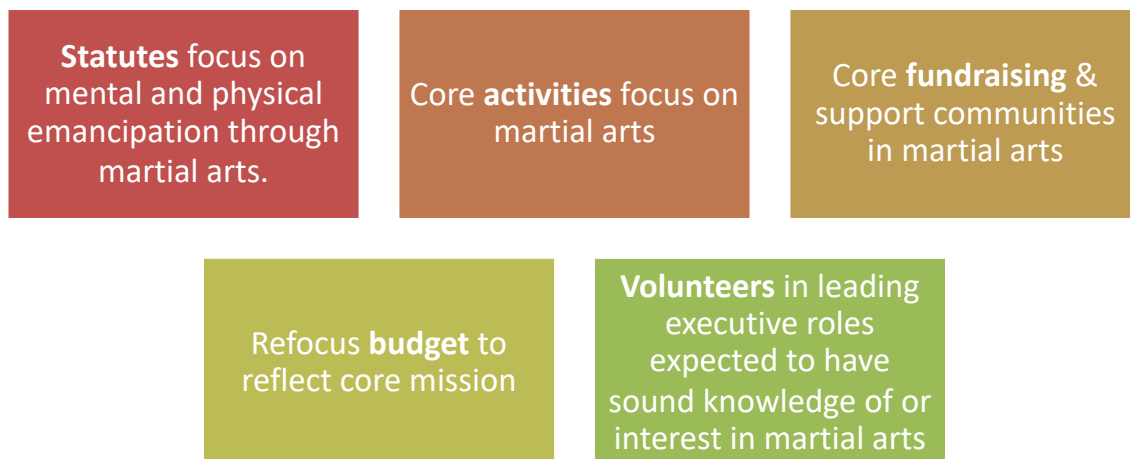 Statutes focus on
mental and physical
emancipation through
martial arts.
Core activities focus on
martial arts
Core fundraising &
support communities
in martial arts
Refocus budget to
reflect core mission
Volunteers in leading
executive roles
expected to have
sound knowledge of or
interest in martial arts